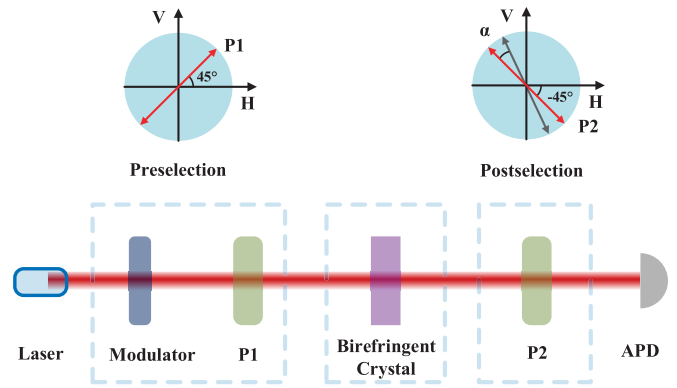 V
P1
45°
H
Preselection
V
α
-45°
H
P2
Postselection
Laser
Modulator
P1
Birefringent
Crystal
P2
APD